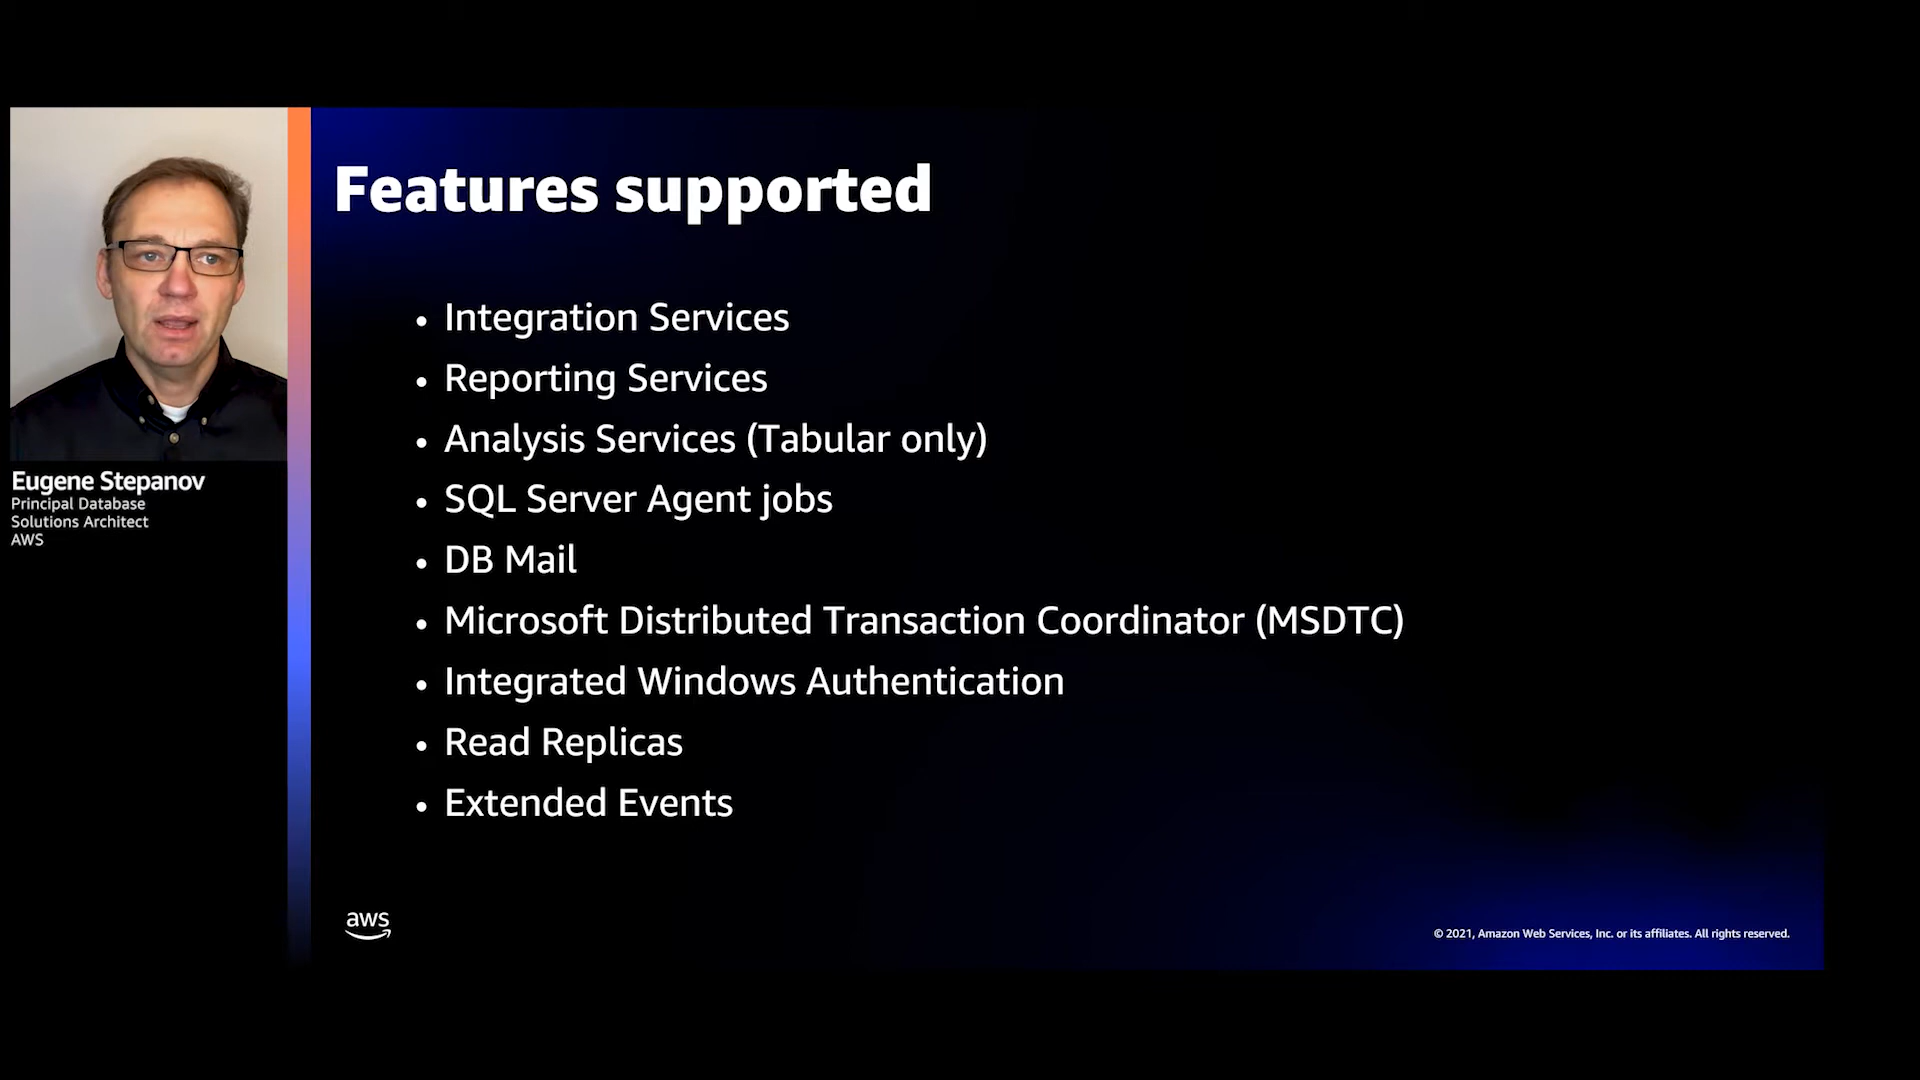 Features supported
• Integration Services
• Reporting Services
• Analysis Services (Tabular only)
• SQL Server Agent jobs
• DB Mail
• Microsoft Distributed Transaction Coordinator (MSDTC)
• Integrated Windows Authentication
• Read Replicas
• Extended Events
Eugene Stepanov
Principal Database
Solutions Architect
AWS
aws
© 2021, Amazon Web Services, Inc. or its affiliates. All rights reserved.